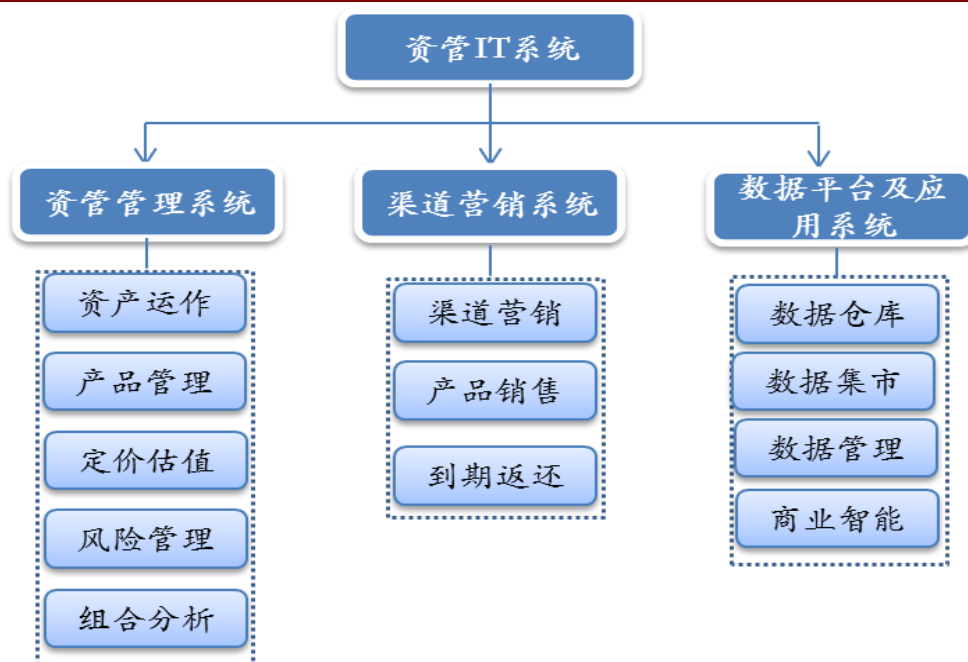 资管IT系统
资管管理系统
资产运作
产品管理
定价估值
风险管理
组合分析
渠道营销系统
渠道营销
产品销售
到期返还
数据平台及应
用系统
数据仓库
数据集市
数据管理
商业智能